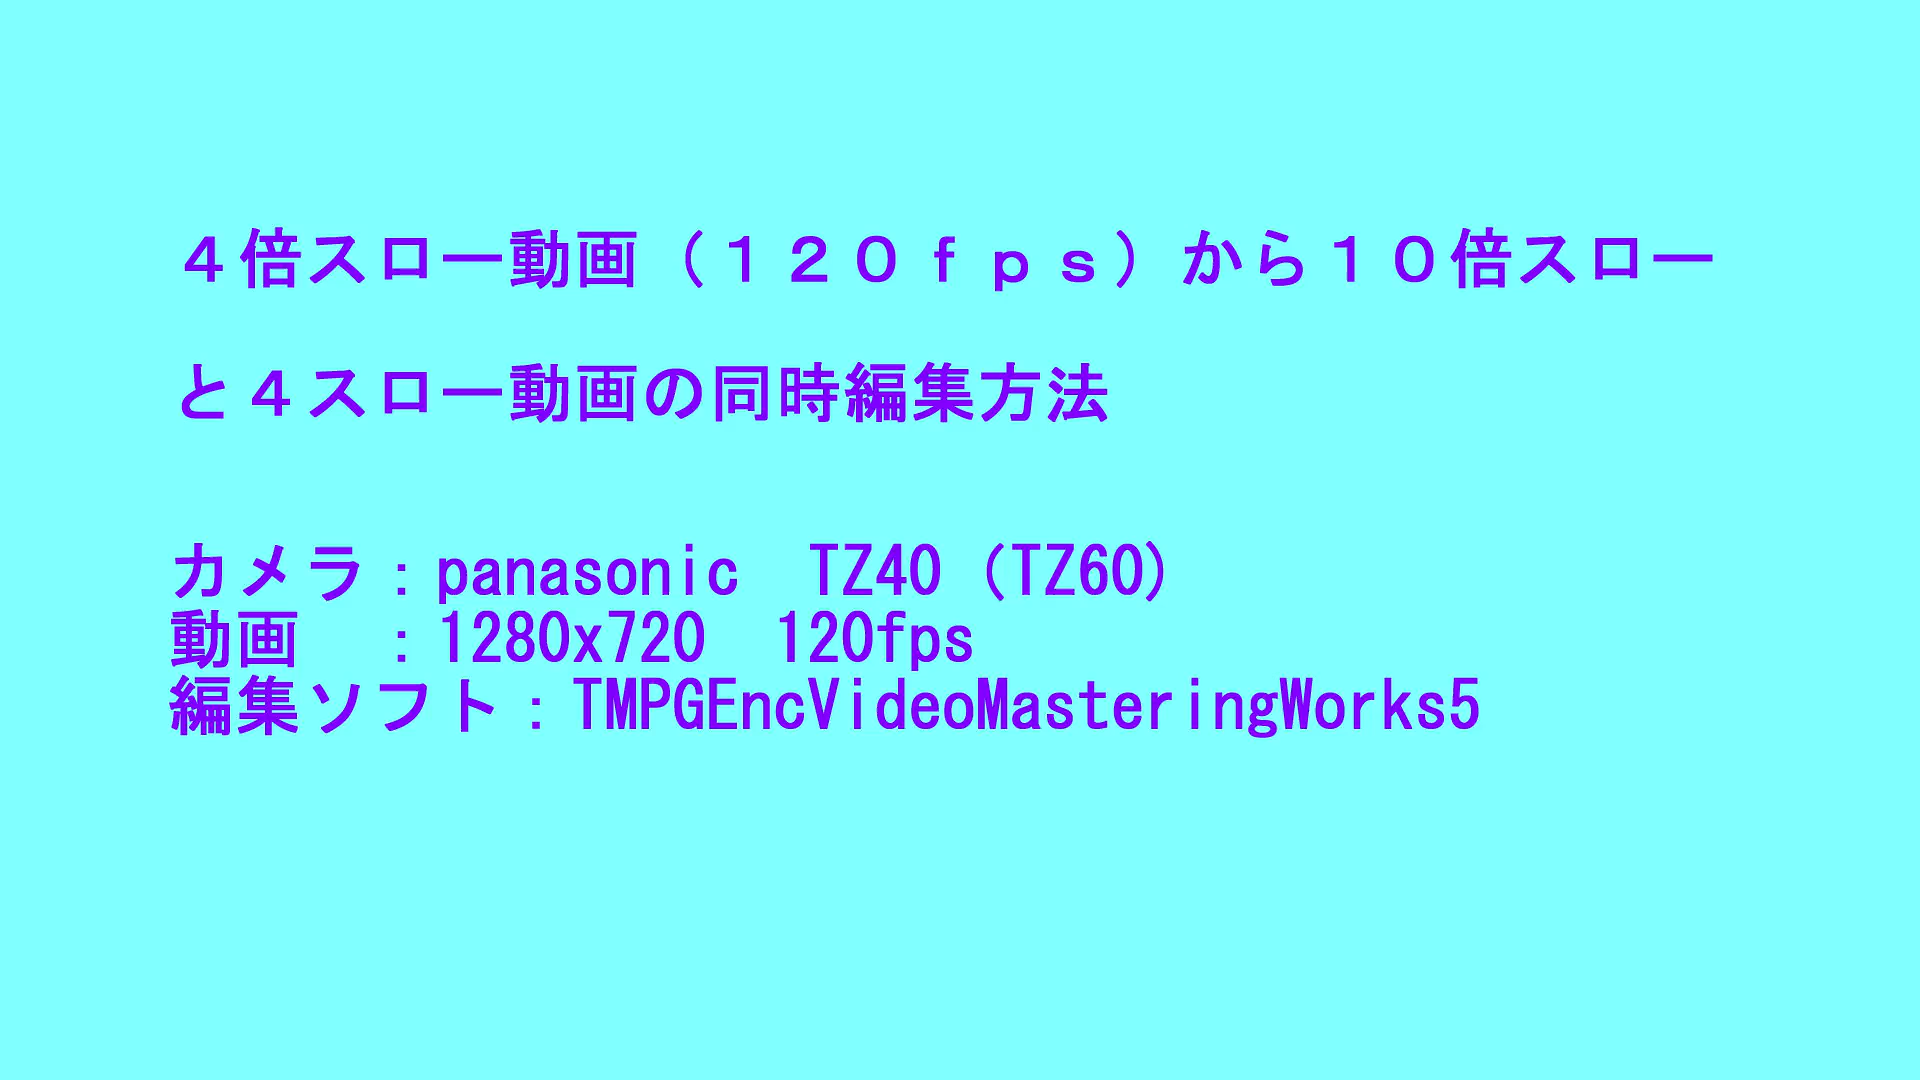 ４倍スロー動画（１２０ｆｐｓ）から１０倍スロー
と４スロー動画の同時編集方法
カメラ：panasonic　TZ40（TZ60）
動画　：1280x720　120fps
編集ソフト：TMPGEncVideoMasteringWorks5